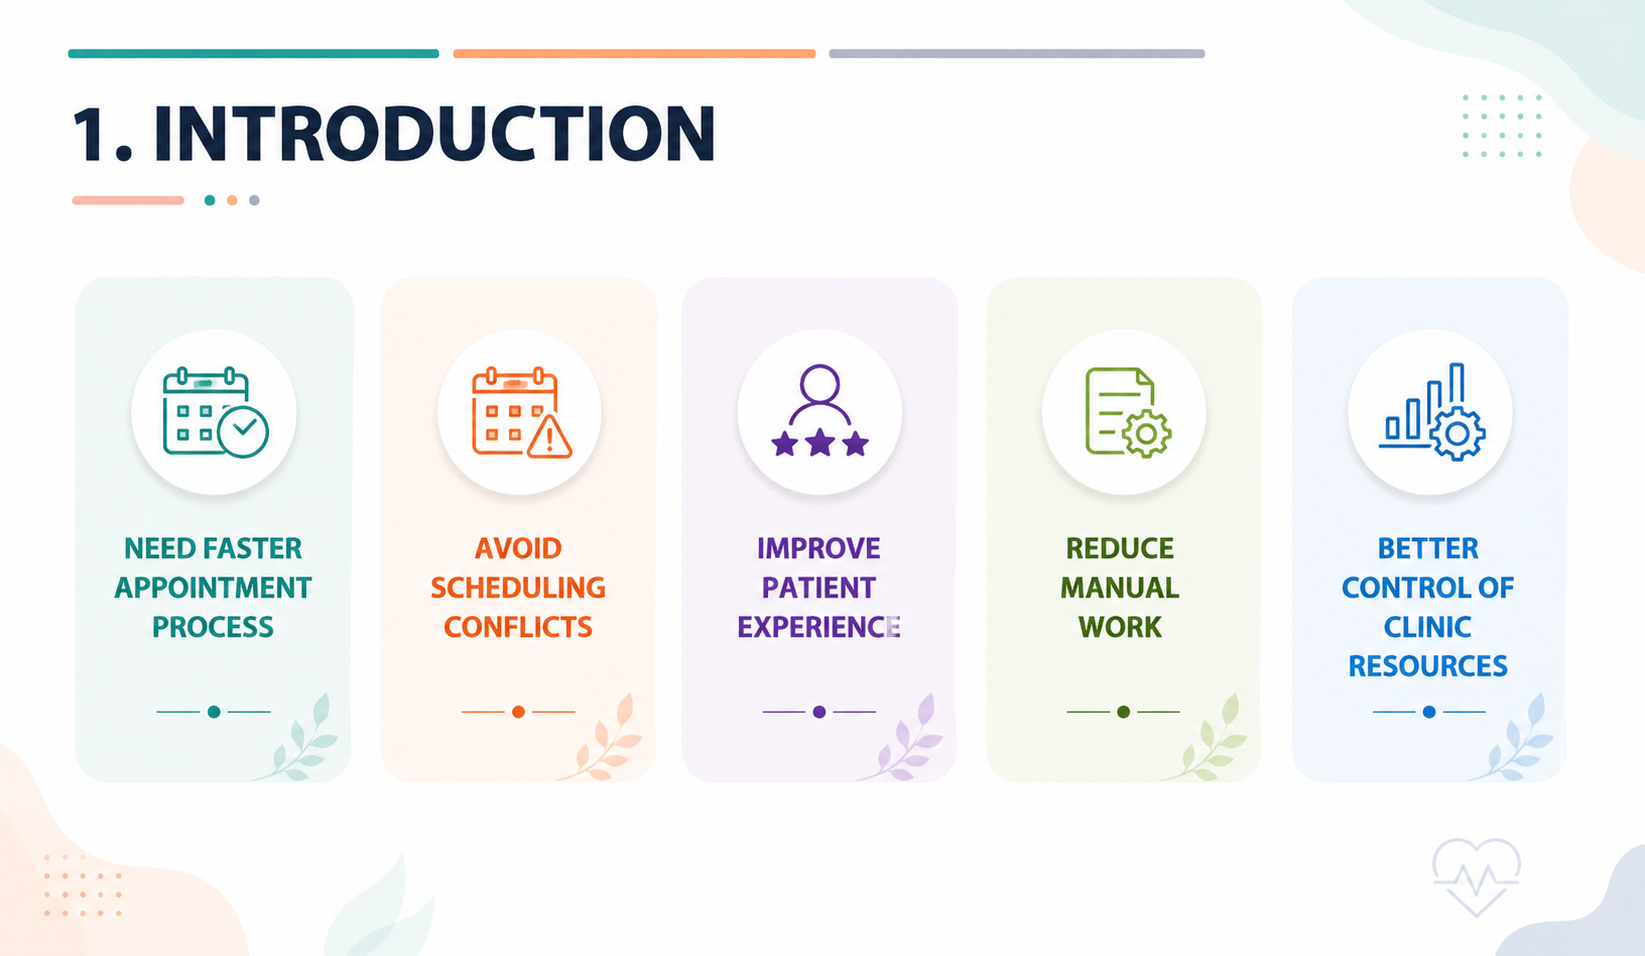 1. INTRODUCTION
NEED FASTER
APPOINTMENT
PROCESS
AVOID
SCHEDULING
CONFLICTS
IMPROVE
PATIENT
EXPERIENCE
REDUCE
MANUAL
WORK
BETTER
CONTROL OF
CLINIC
RESOURCES